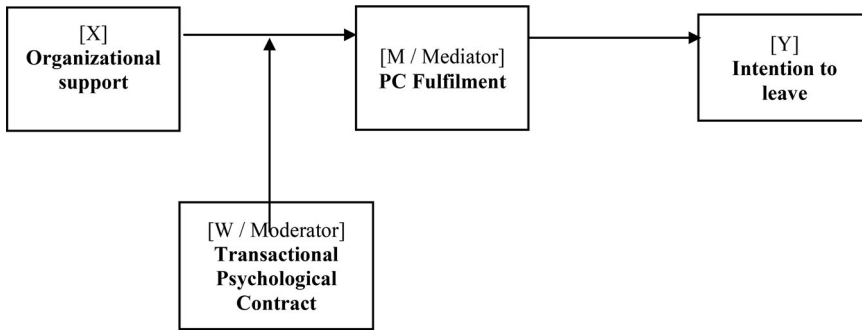 [X]
Organizational
support
[M / Mediator]
PC Fulfilment
[Y]
Intention to
leave
[W / Moderator]
Transactional
Psychological
Contract